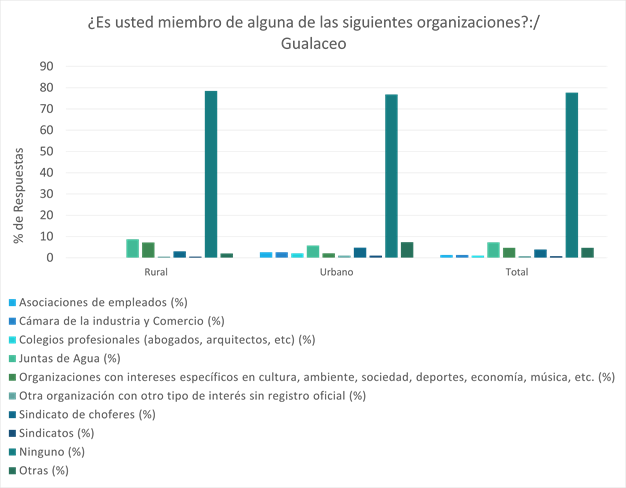 ¿Es usted miembro de alguna de las siguientes organizaciones?:/
Gualaceo
% de Respuestas
90
80
70
60
50
40
30
20
10
0
Rural
Urbano
Total
Asociaciones de empleados (%)
Cámara de la industria y Comercio (%)
Colegios profesionales (abogados, arquitectos, etc) (%)
Juntas de Agua (%)
Organizaciones con intereses específicos en cultura, ambiente, sociedad, deportes, economía, música, etc. (%)
Otra organización con otro tipo de interés sin registro oficial (%)
Sindicato de choferes (%)
Sindicatos (%)
Ninguno (%)
Otras (%)